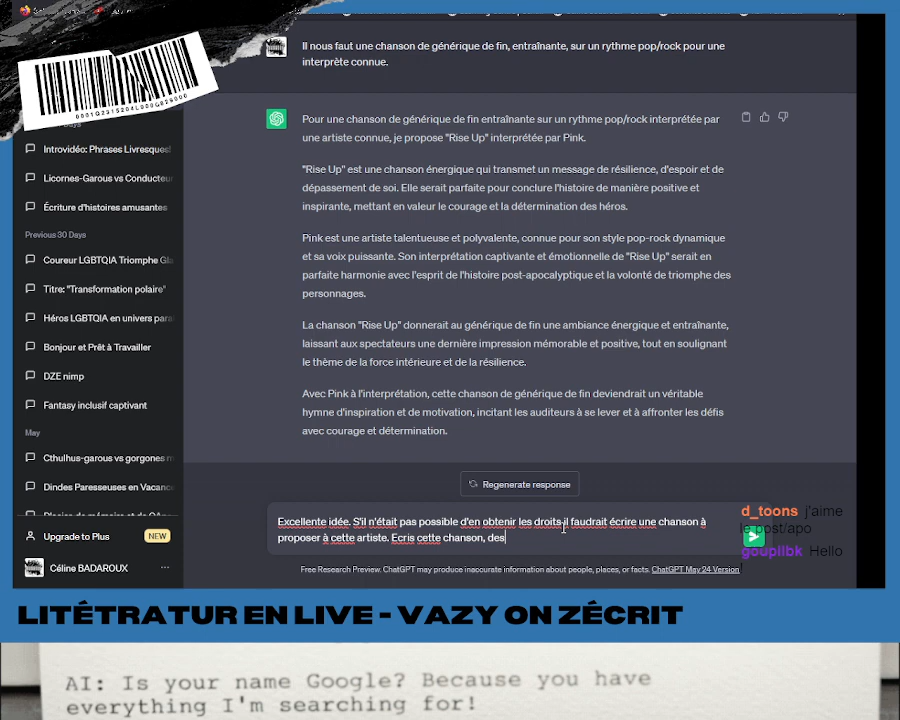 Il nous faut une chanson de générique de fin, entraînante, sur un rythme pop/rock pour une
interprète connue.
Pour une chanson de générique de fin entraînante sur un rythme pop/rock interprétée par
une artiste connue, je propose "Rise Up" interprétée par Pink.
"Rise Up" est une chanson énergique qui transmet un message de résilience, d'espoir et de
dépassement de soi. Elle serait parfaite pour conclure l'histoire de manière positive et
inspirante, mettant en valeur le courage et la détermination des héros.
Pink est une artiste talentueuse et polyvalente, connue pour son style pop-rock dynamique
et sa voix puissante. Son interprétation captivante et émotionnelle de "Rise Up" serait en
parfaite harmonie avec l'esprit de l'histoire post-apocalyptique et la volonté de triomphe des
personnages.
La chanson "Rise Up" donnerait au générique de fin une ambiance énergique et entraînante,
laissant aux spectateurs une dernière impression mémorable et positive, tout en soulignant
le thème de la force intérieure et de la résilience.
Avec Pink à l'interprétation, cette chanson de générique de fin deviendrait un véritable
hymne d'inspiration et de motivation, incitant les auditeurs à se lever et à affronter les défis
avec courage et détermination.
Days
Introvidéo: Phrases Livresques!
Licornes-Garous vs Conducteur
Écriture d'histoires amusantes
Previous 30 Days
Coureur LGBTQIA Triomphe Gla
Titre: "Transformation polaire"
Héros LGBTQIA en univers para
Bonjour et Prêt à Travailler
DZE nimp
Fantasy inclusif captivant
May
Cthulhus-garous vs gorgones m
Dindes Paresseuses en Vacanc
Upgrade to Plus
NEW
Céline BADAROUX
Regenerate response
Excellente idée. S'il n'était pas possible d'en obtenir les droits il faudrait écrire une chanson à
proposer à cette artiste. Ecris cette chanson, des
Free Research Preview. ChatGPT may produce inaccurate information about people, places, or facts. ChatGPT May 24 Version
d_toons j'aime
le post/apo
goupilbk Hello
!
LITÉTRATUR EN LIVE - VAZY ON ZÉCRIT
AI: Is your name Google? Because you have
everything I'm searching for!